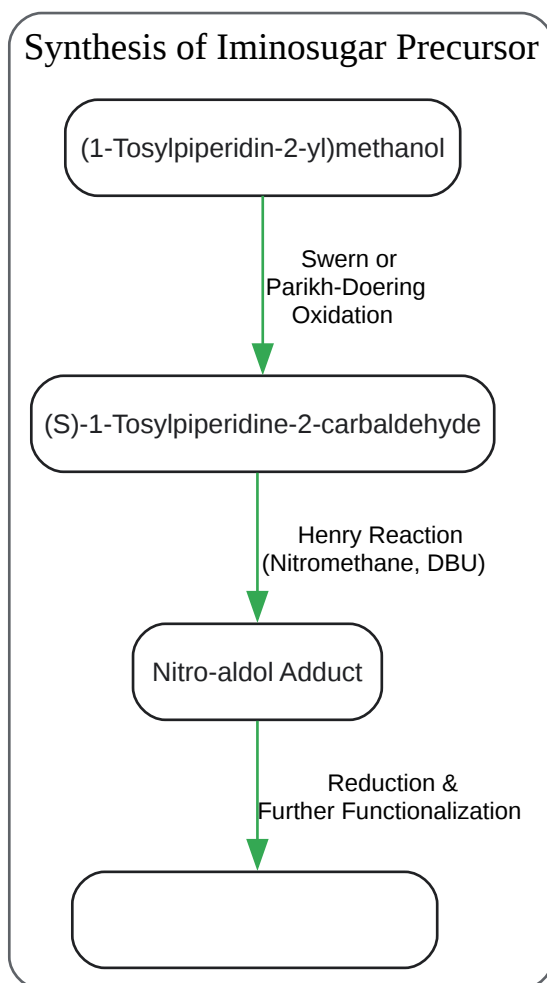 Synthesis of Iminosugar Precursor
(1-Tosylpiperidin-2-yl)methanol
Swern or
Parikh-Doering
Oxidation
(S)-1-Tosylpiperidine-2-carbaldehyde
Henry Reaction
(Nitromethane, DBU)
Nitro-aldol Adduct
Reduction &
Further Functionalization